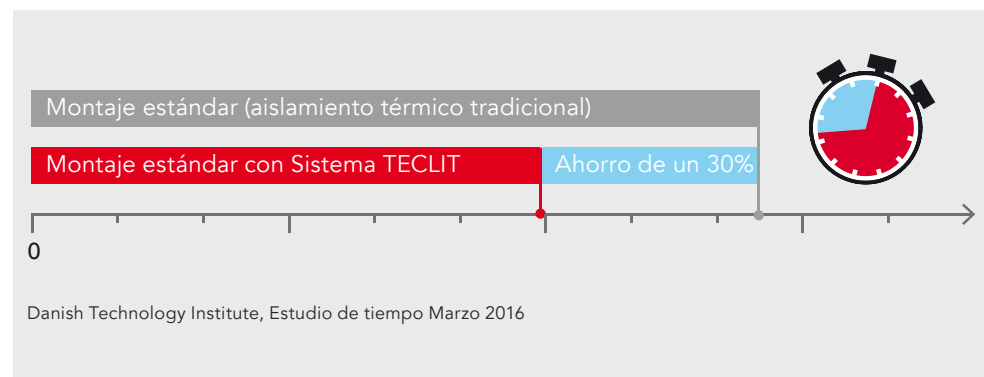 Montaje estándar (aislamiento térmico tradicional)
Montaje estándar con Sistema TECLIT
Ahorro de un 30%
0
Danish Technology Institute, Estudio de tiempo Marzo 2016